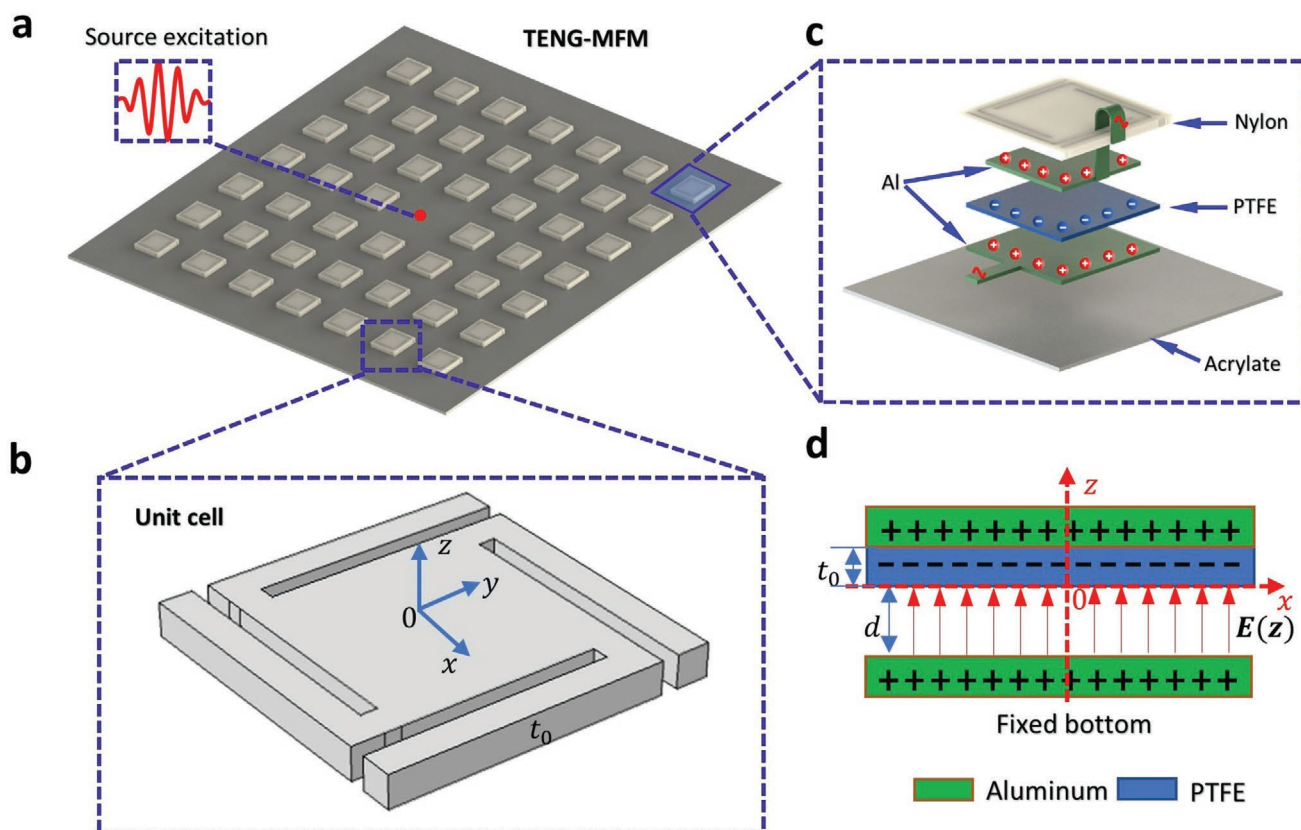 a
Source excitation
TENG-MFM
c
Nylon
Al
PTFE
Acrylate
b
Unit cell
z
y
0
x
t₀
d
z
t₀
0
x
d
E(z)
Fixed bottom
Aluminum
PTFE